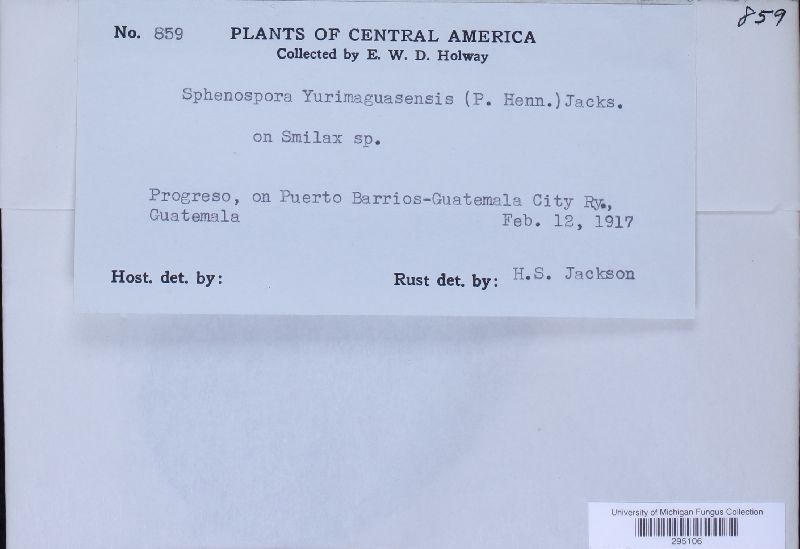 859
No. 859 PLANTS OF CENTRAL AMERICA
Collected by E. W. D. Holway
Sphenospora Yurimaguasensis (P. Henn.) Jacks.
on Smilax sp.
Progreso, on Puerto Barrios-Guatemala City Ry.,
Guatemala Feb. 12, 1917
Host. det. by: Rust det. by: H.S. Jackson
University of Michigan Fungus Collection
295106